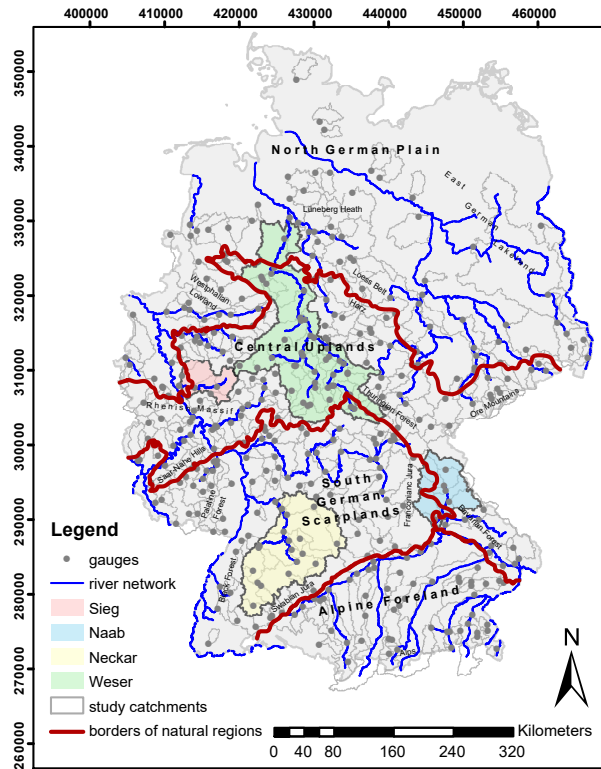 400000 410000 420000 430000 440000 450000 460000
350000
340000
330000
320000
310000
300000
290000
280000
270000
260000
North German Plain
East German Lakeland
Lüneberg Heath
Westphalian
Lowland
Loess Belt
Harz
Central Uplands
Rhenish Massif
Thuringian Forest
Ore Mountains
Saar-Nahe Hills
Palatine
Forest
South
German
Scarplands
Franconianc Jura
Bavarian Forest
Black Forest
Swabian Jura
Alpine Foreland
Alps
Legend
gauges
river network
Sieg
Naab
Neckar
Weser
study catchments
borders of natural regions
N
Kilometers
0 40 80 160 240 320